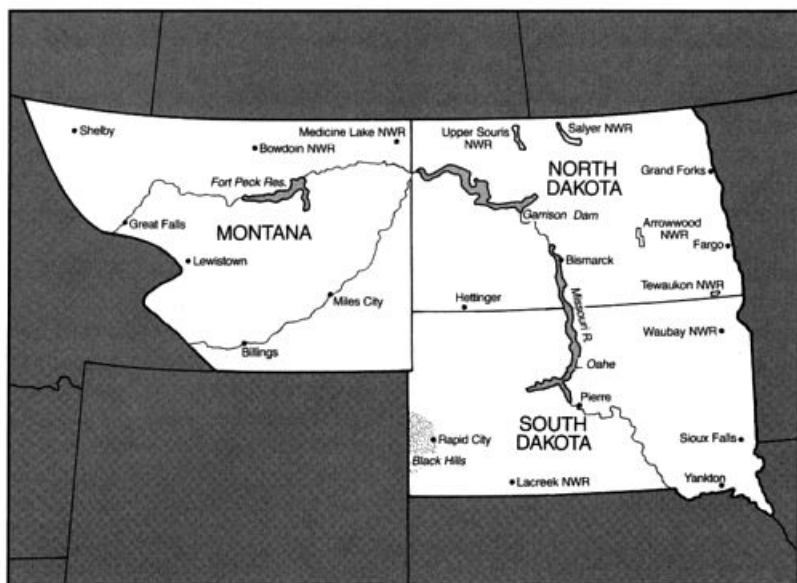 Shelby
Medicine Lake NWR
Bowdoin NWR
Upper Souris
NWR
Salyer NWR
NORTH
DAKOTA
Grand Forks
Fort Peck Res.
Great Falls
MONTANA
Garrison Dam
Arrowwood
NWR
Fargo
Lewistown
Bismarck
Tewaukon NWR
Miles City
Hettinger
Missouri R.
Waubay NWR
Billings
Oahe
Pierre
SOUTH
DAKOTA
Rapid City
Sioux Falls
Black Hills
Lacreek NWR
Yankton